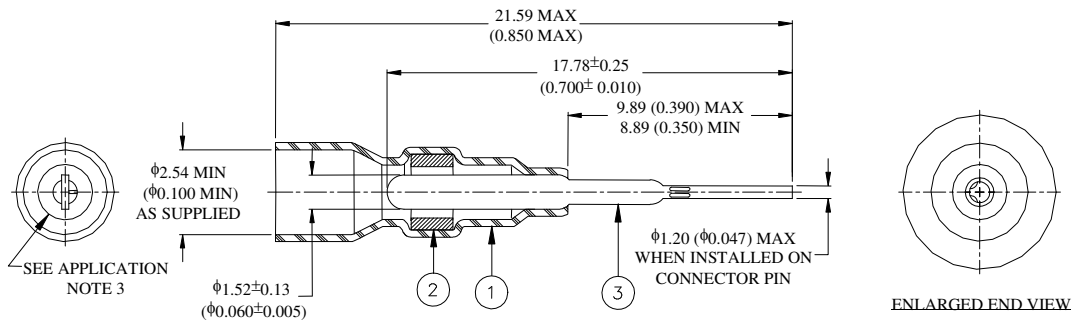 21.59 MAX
(0.850 MAX)
17.78±0.25
(0.700± 0.010)
9.89 (0.390) MAX
8.89 (0.350) MIN
ϕ2.54 MIN
(ϕ0.100 MIN)
AS SUPPLIED
SEE APPLICATION
NOTE 3
ϕ1.52±0.13
(ϕ0.060±0.005)
2
1
3
ϕ1.20 (ϕ0.047) MAX
WHEN INSTALLED ON
CONNECTOR PIN
ENLARGED END VIEW